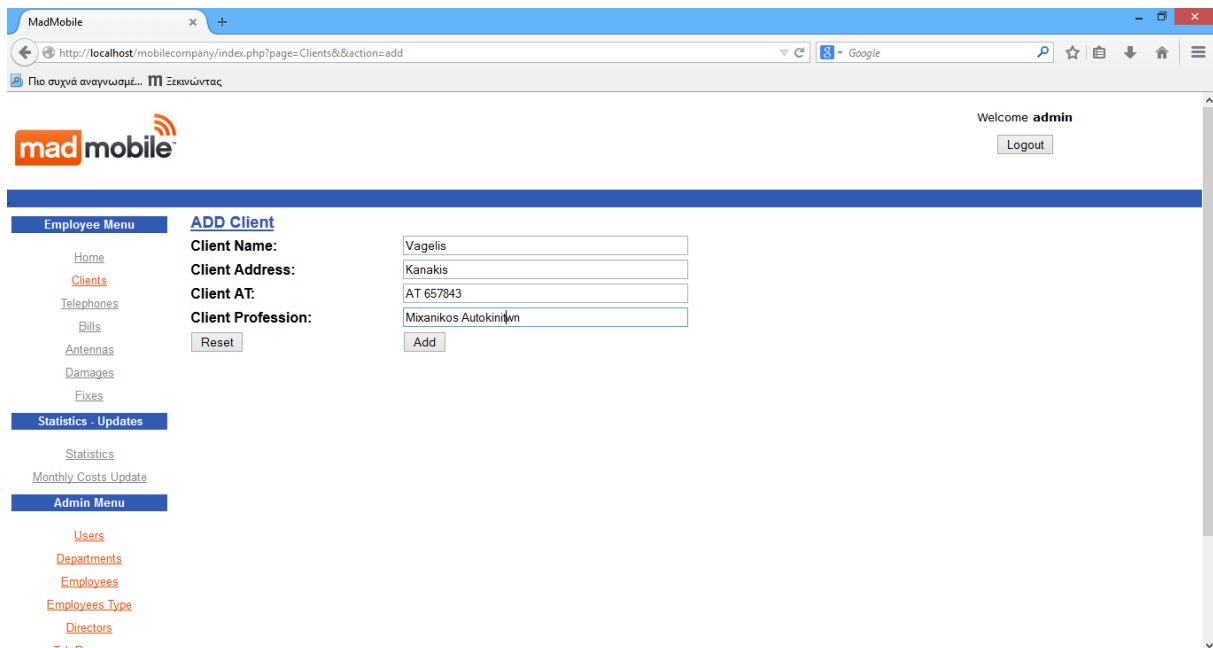 MadMobile
http://localhost/mobilecompany/index.php?page=Clients&&action=add
Google
Πιο συχνά αναγνωσμέ... Ξεκινώντας
mad mobile
Welcome admin
Logout
Employee Menu
Home
Clients
Telephones
Bills
Antennas
Damages
Fixes
Statistics - Updates
Statistics
Monthly Costs Update
Admin Menu
Users
Departments
Employees
Employees Type
Directors
ADD Client
Client Name: Vagelis
Client Address: Kanakis
Client AT: AT 657843
Client Profession: Mixanikos Autokinitwn
Reset Add